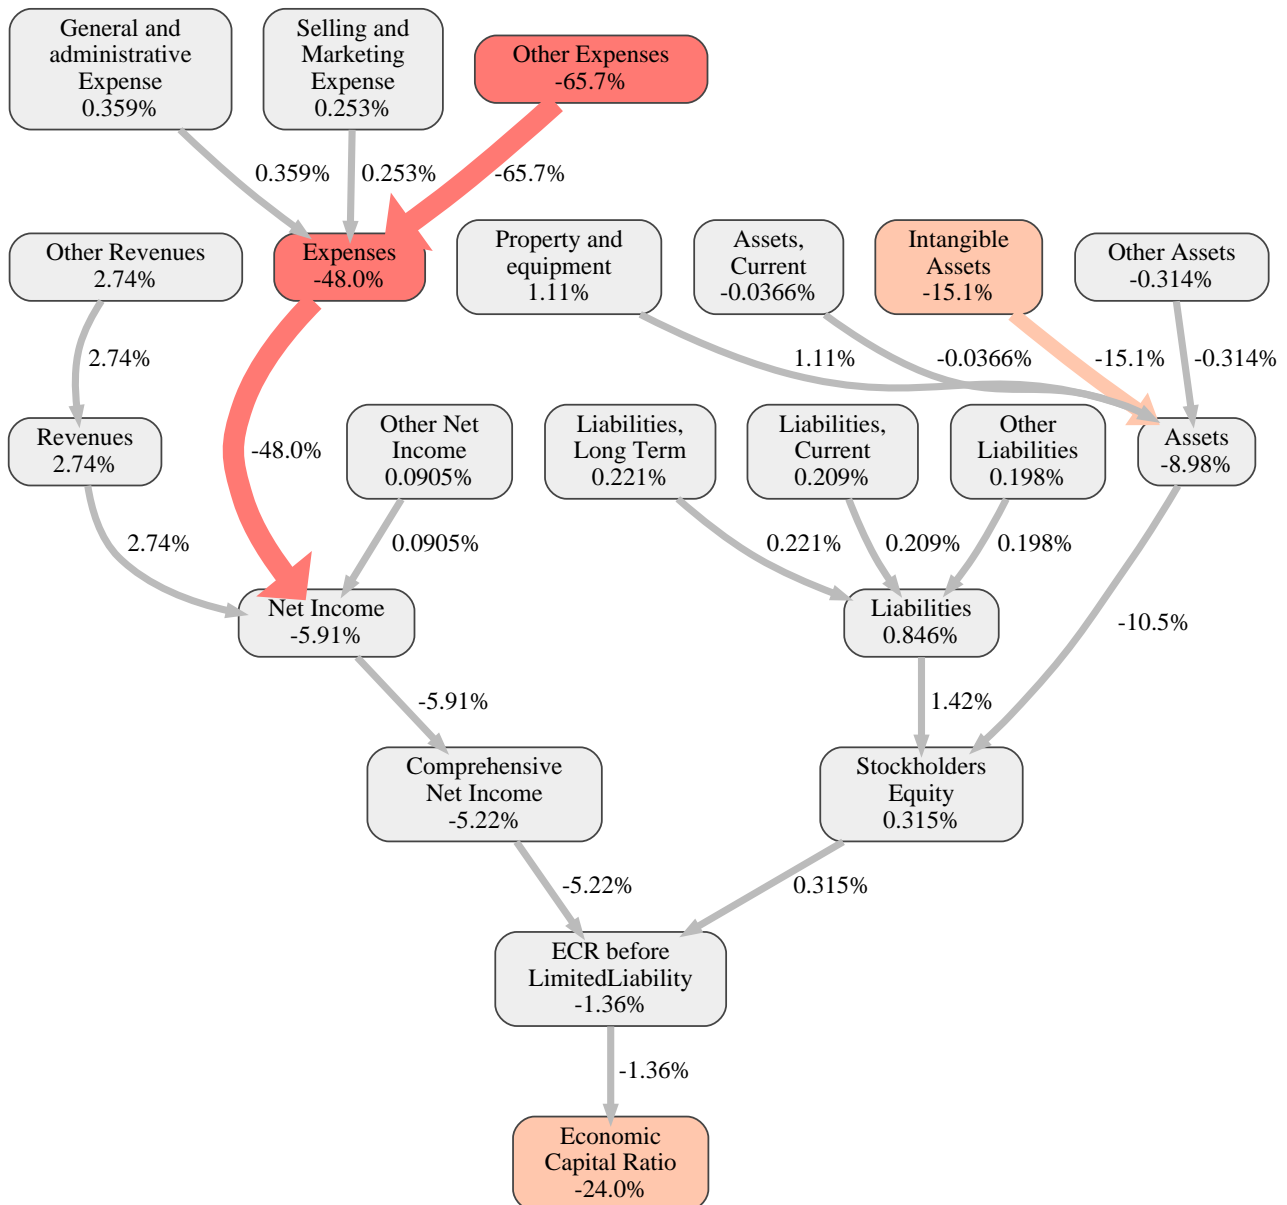 General and
administrative
Expense
0.359%
Selling and
Marketing
Expense
0.253%
Other Expenses
-65.7%
0.359%
0.253%
-65.7%
Other Revenues
2.74%
Expenses
-48.0%
Property and
equipment
1.11%
Assets,
Current
-0.0366%
Intangible
Assets
-15.1%
Other Assets
-0.314%
2.74%
1.11%
-0.0366%
-15.1%
-0.314%
Revenues
2.74%
-48.0%
Other Net
Income
0.0905%
Liabilities,
Long Term
0.221%
Liabilities,
Current
0.209%
Other
Liabilities
0.198%
Assets
-8.98%
2.74%
0.0905%
0.221%
0.209%
0.198%
Net Income
-5.91%
Liabilities
0.846%
-10.5%
-5.91%
1.42%
Comprehensive
Net Income
-5.22%
Stockholders
Equity
0.315%
-5.22%
0.315%
ECR before
LimitedLiability
-1.36%
-1.36%
Economic
Capital Ratio
-24.0%